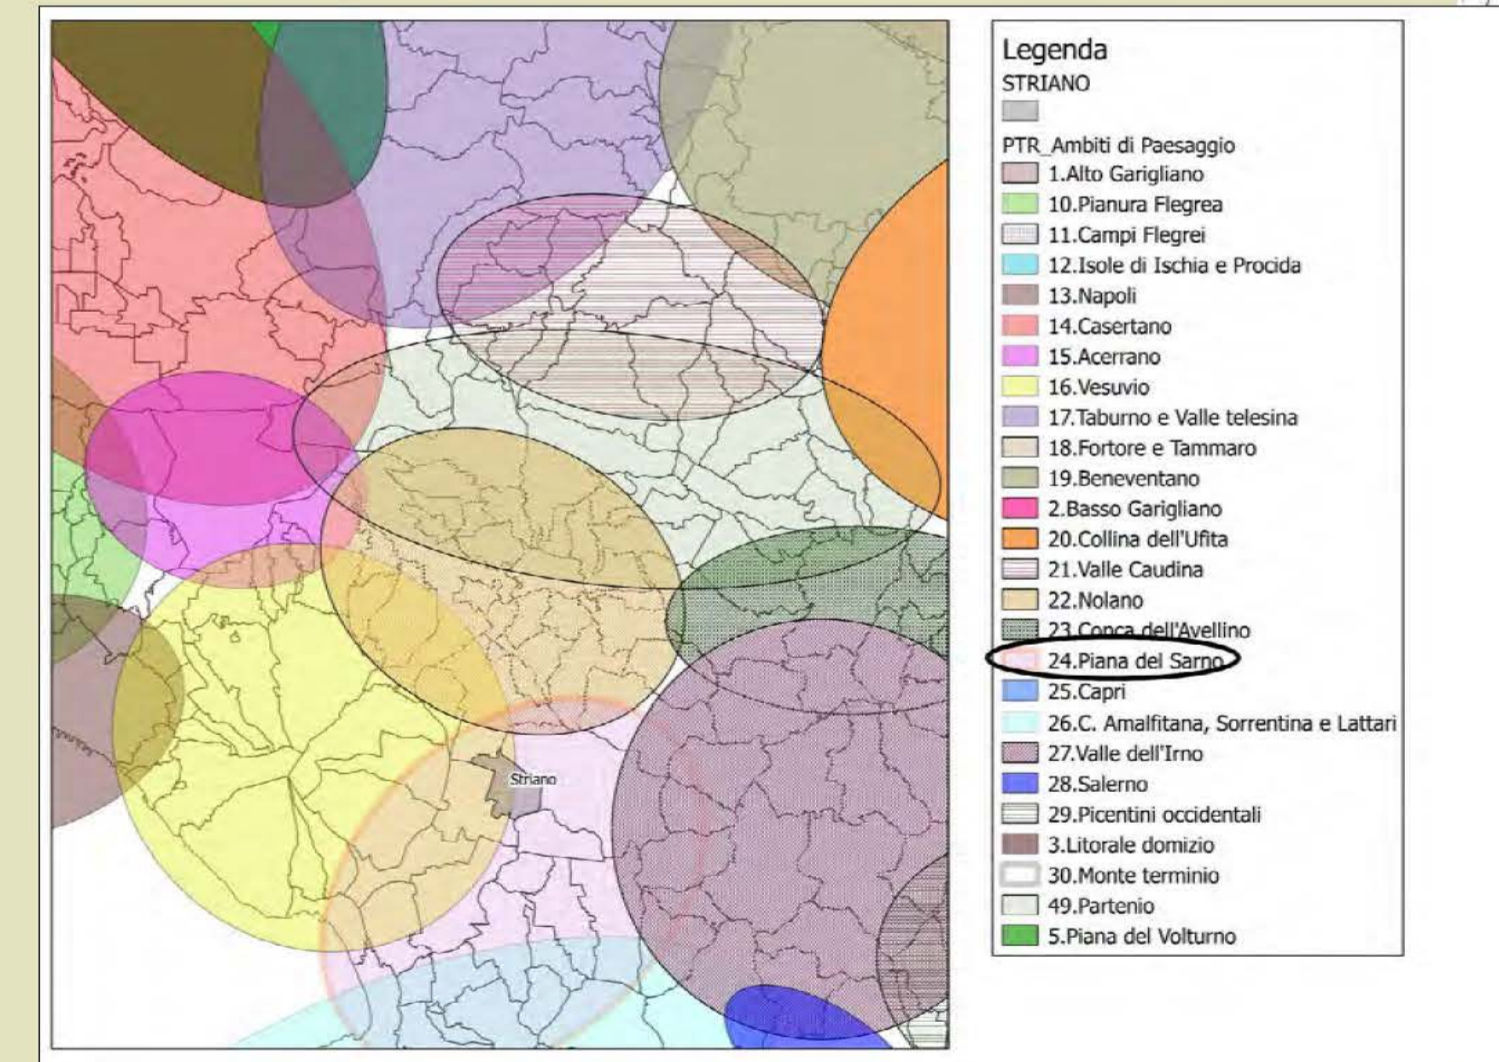 Legenda
STRIANO
PTR_Ambiti di Paesaggio
1.Alto Garigliano
10.Pianura Flegrea
11.Campi Flegrei
12.Isole di Ischia e Procida
13.Napoli
14.Casertano
15.Acerrano
16.Vesuvio
17.Taburno e Valle telesina
18.Fortore e Tammaro
19.Beneventano
2.Basso Garigliano
20.Collina dell'Ufita
21.Valle Caudina
22.Nolano
23.Conca dell'Avellino
24.Piana del Sarno
25.Capri
26.C. Amalfitana, Sorrentina e Lattari
27.Valle dell'Irno
28.Salerno
29.Picentini occidentali
3.Litorale domizio
30.Monte terminio
49.Partenio
5.Piana del Volturno
Striano